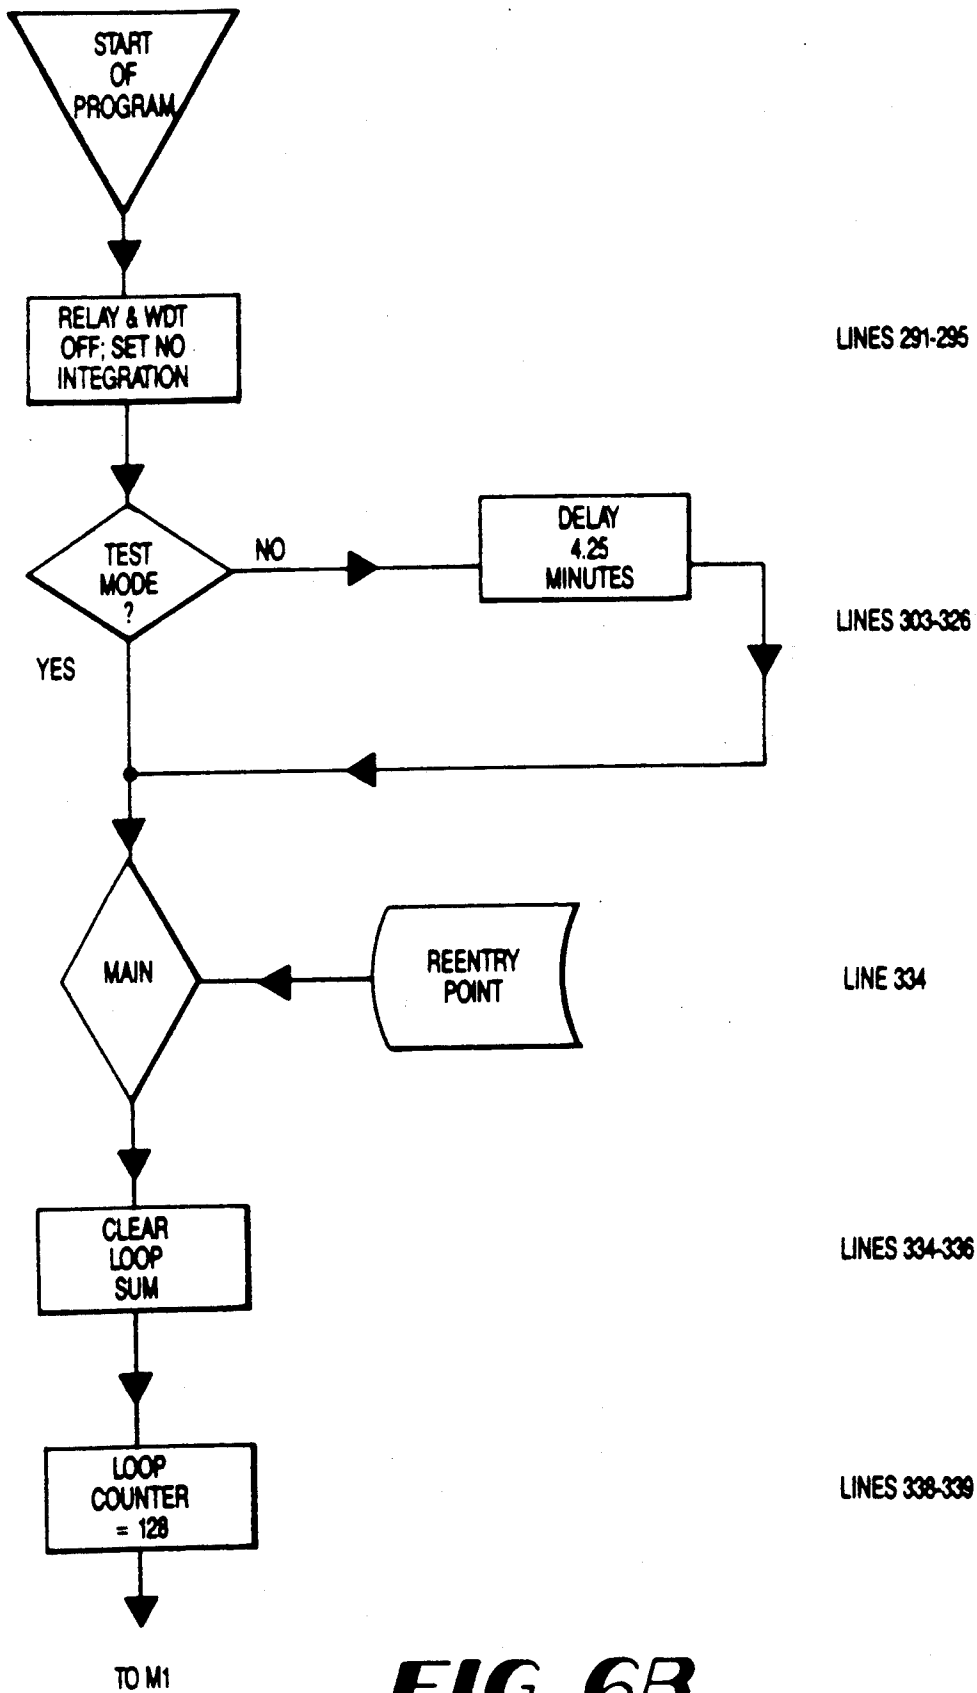 START
OF
PROGRAM
RELAY & WDT
OFF; SET NO
INTEGRATION
LINES 291-295
TEST
MODE
?
NO
YES
DELAY
4.25
MINUTES
LINES 303-326
MAIN
REENTRY
POINT
LINE 334
CLEAR
LOOP
SUM
LINES 334-336
LOOP
COUNTER
= 128
LINES 338-339
TO M1
FIG. 6B